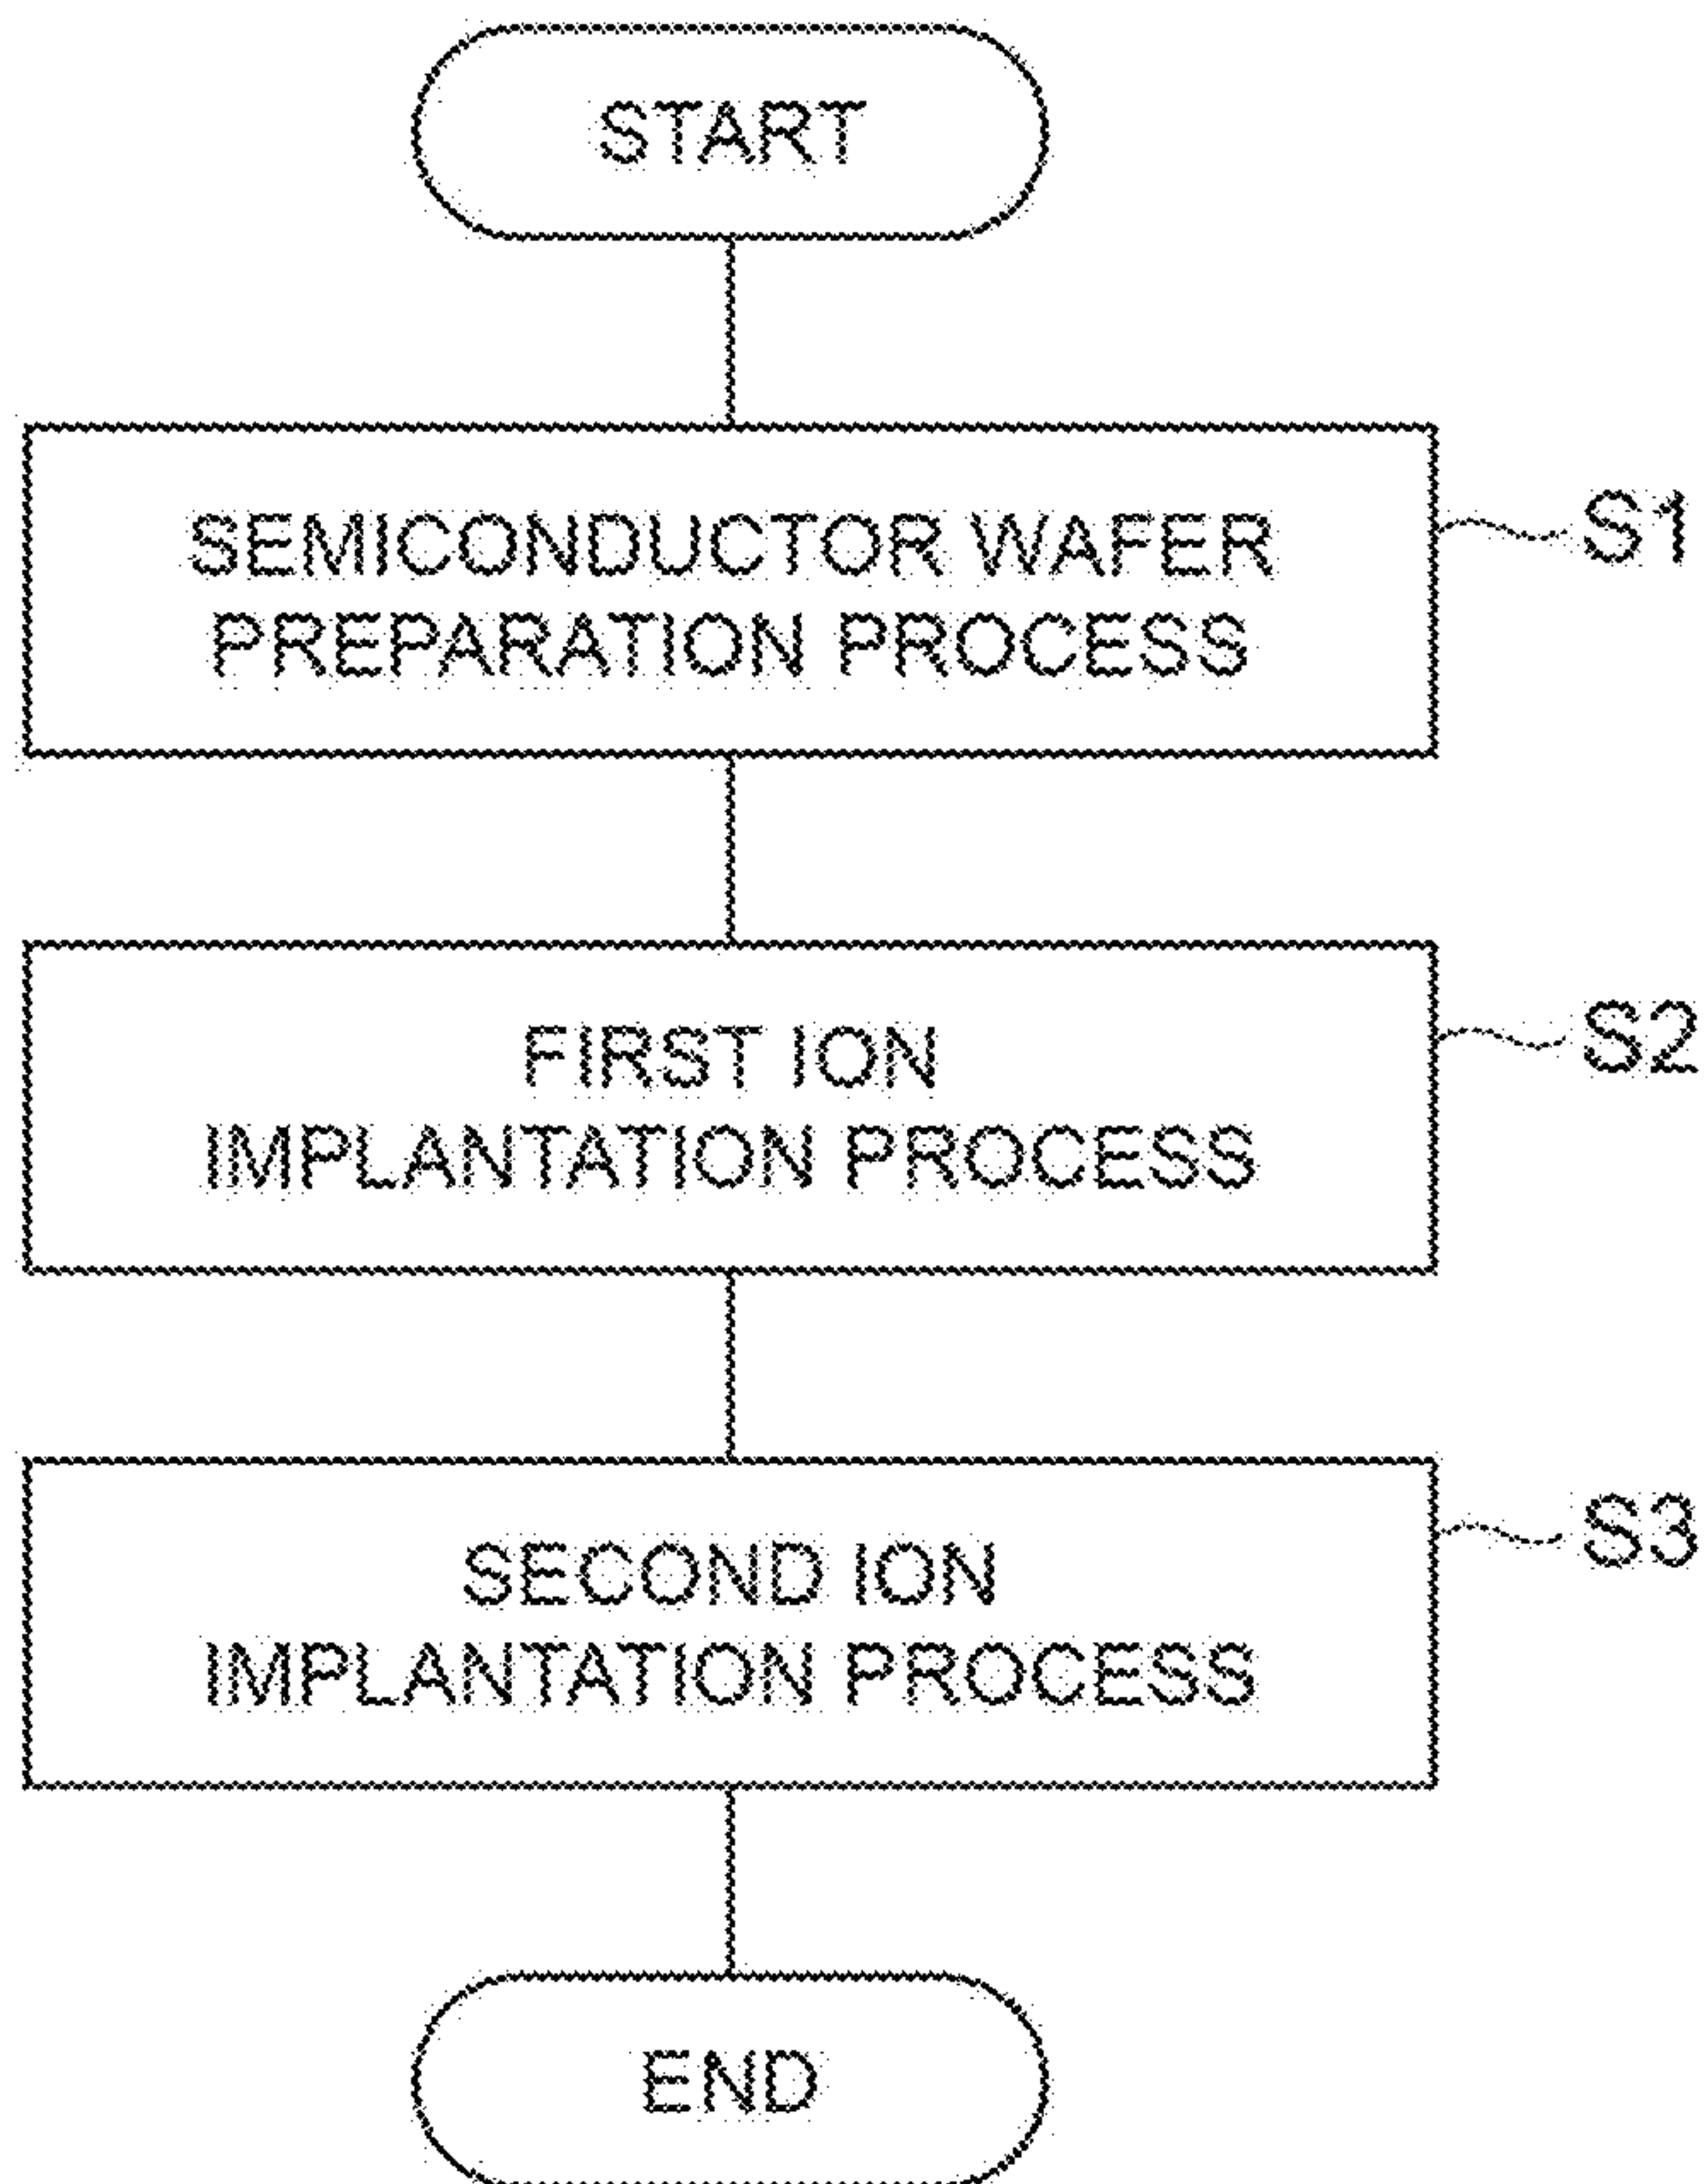 START
SEMICONDUCTOR WAFER
PREPARATION PROCESS
S1
FIRST ION
IMPLANTATION PROCESS
S2
SECOND ION
IMPLANTATION PROCESS
S3
END